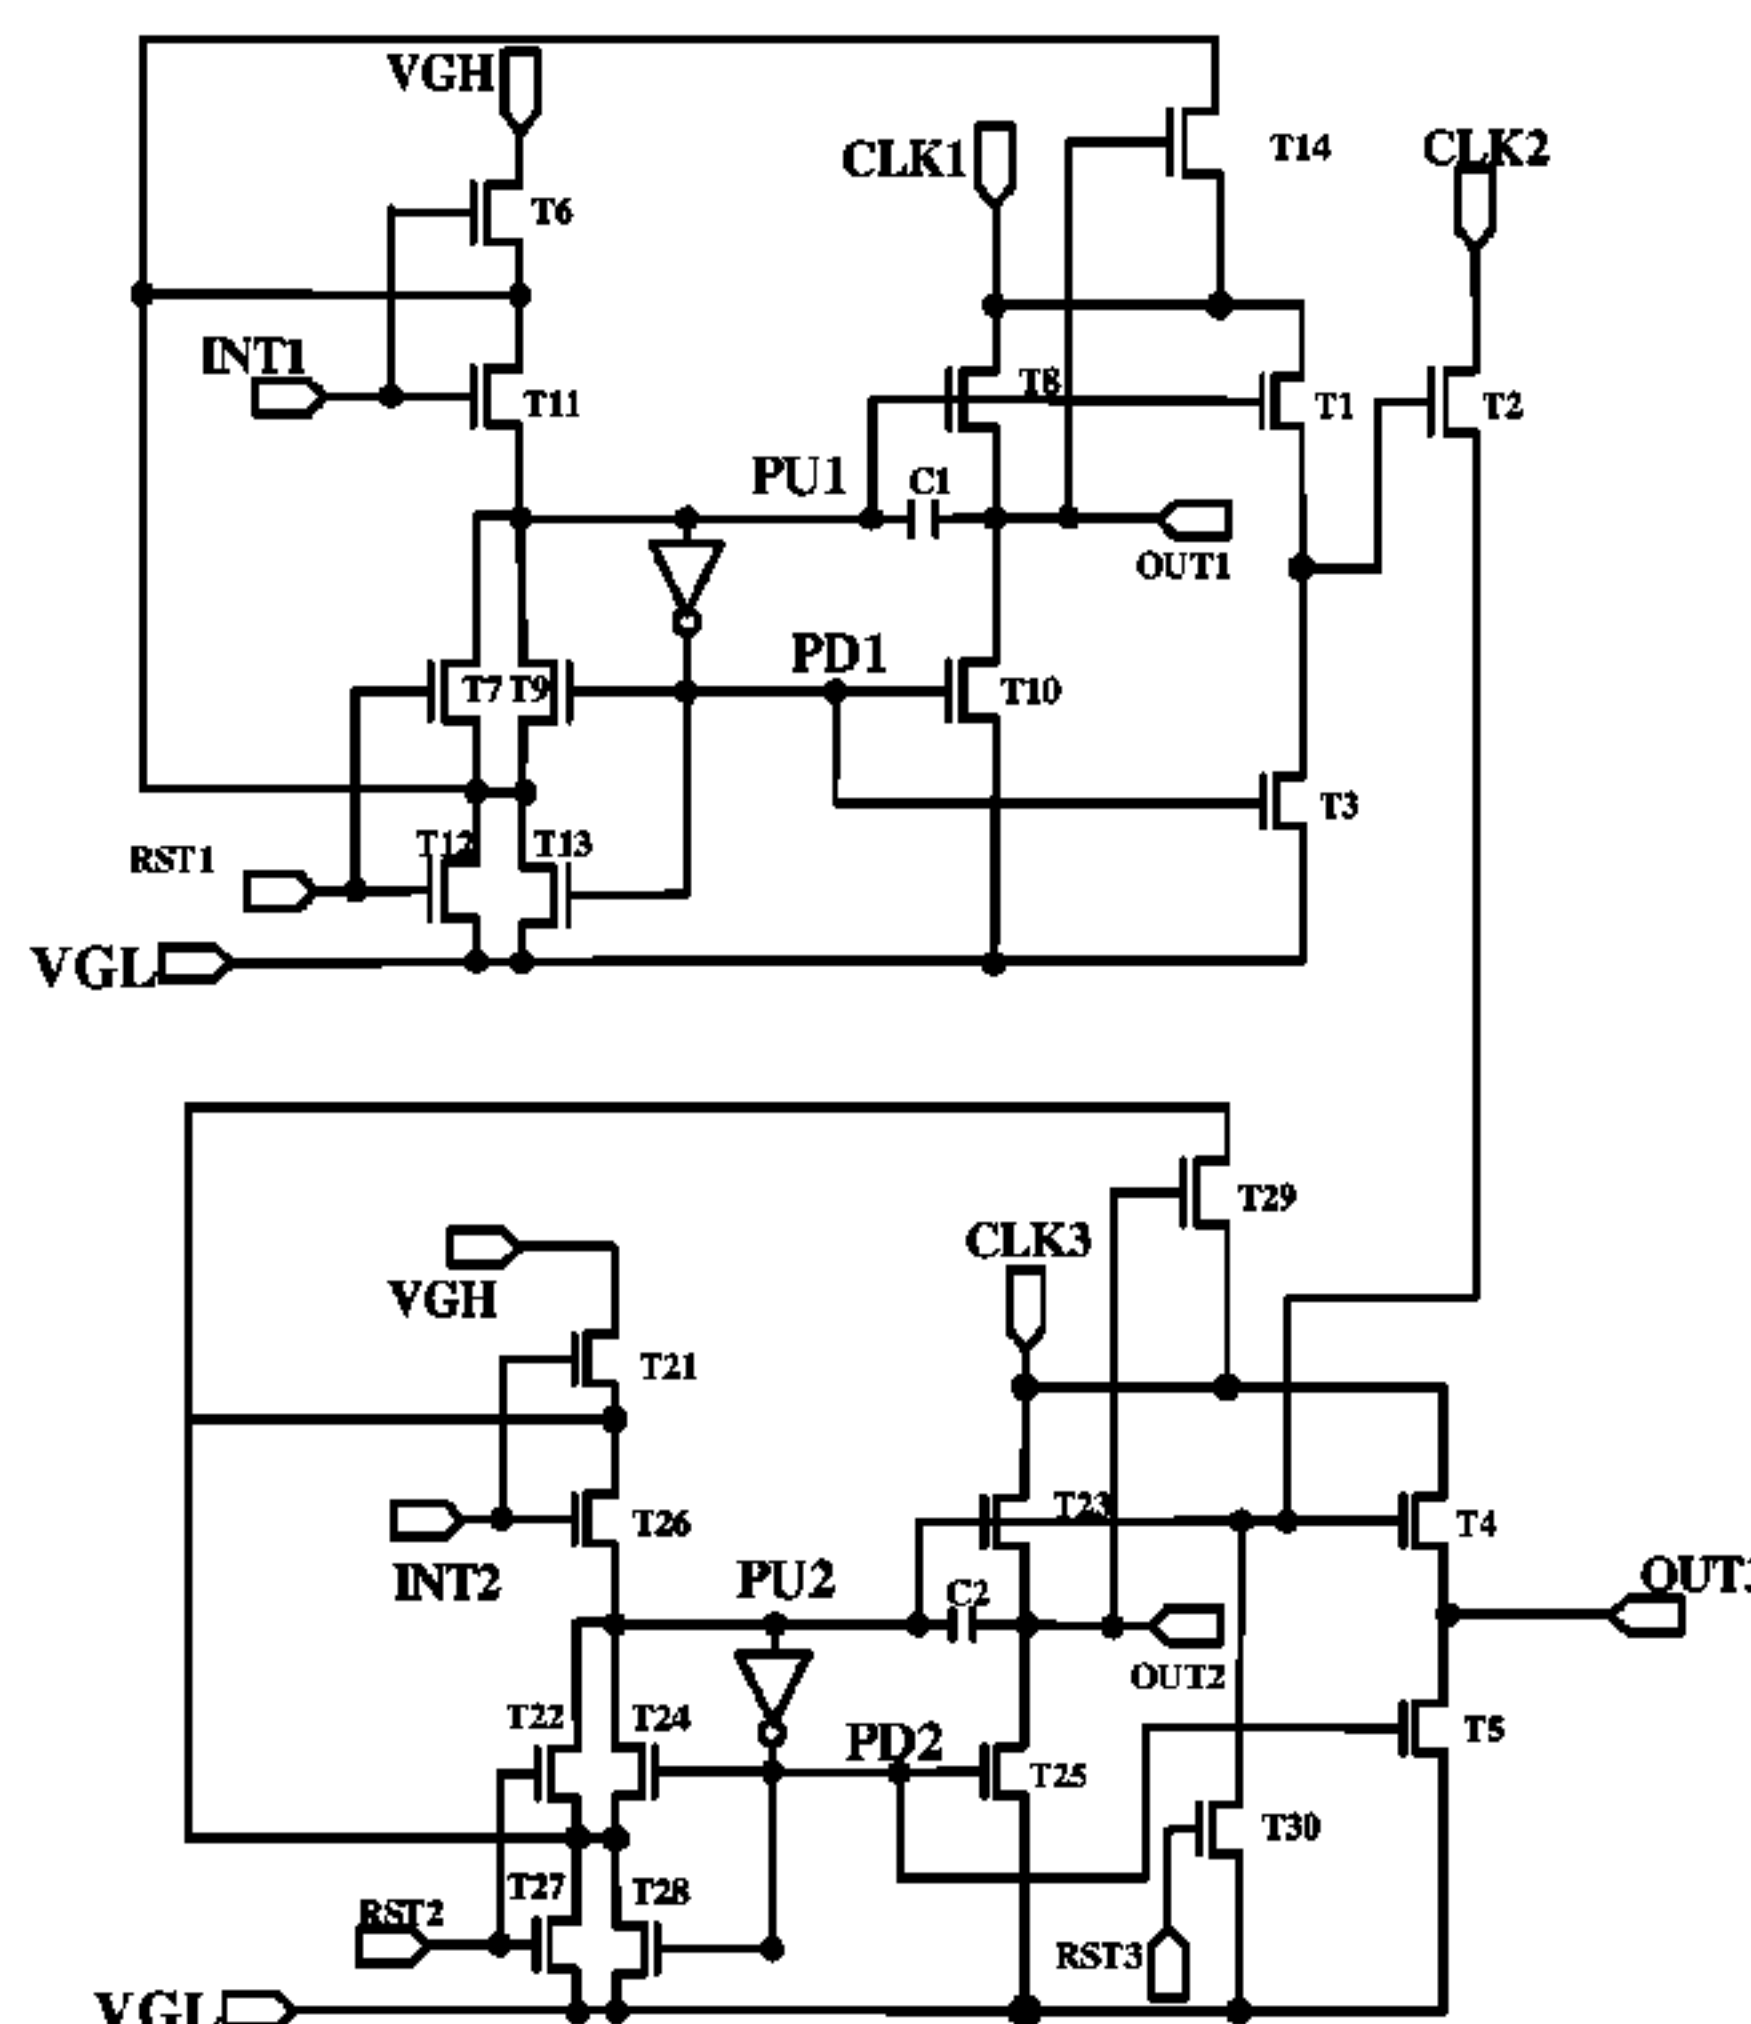 VGH
T14
CLK2
CLK1
T6
INT1
T11
T8
T1
T2
PU1
C1
OUT1
PD1
T7
T9
T10
T3
RST1
T12
T13
VGL
T29
CLK3
VGH
T21
T23
T4
T26
INT2
PU2
C2
OUT2
T22
T24
PD2
T25
T5
T30
T27
T28
RST2
RST3
VGL